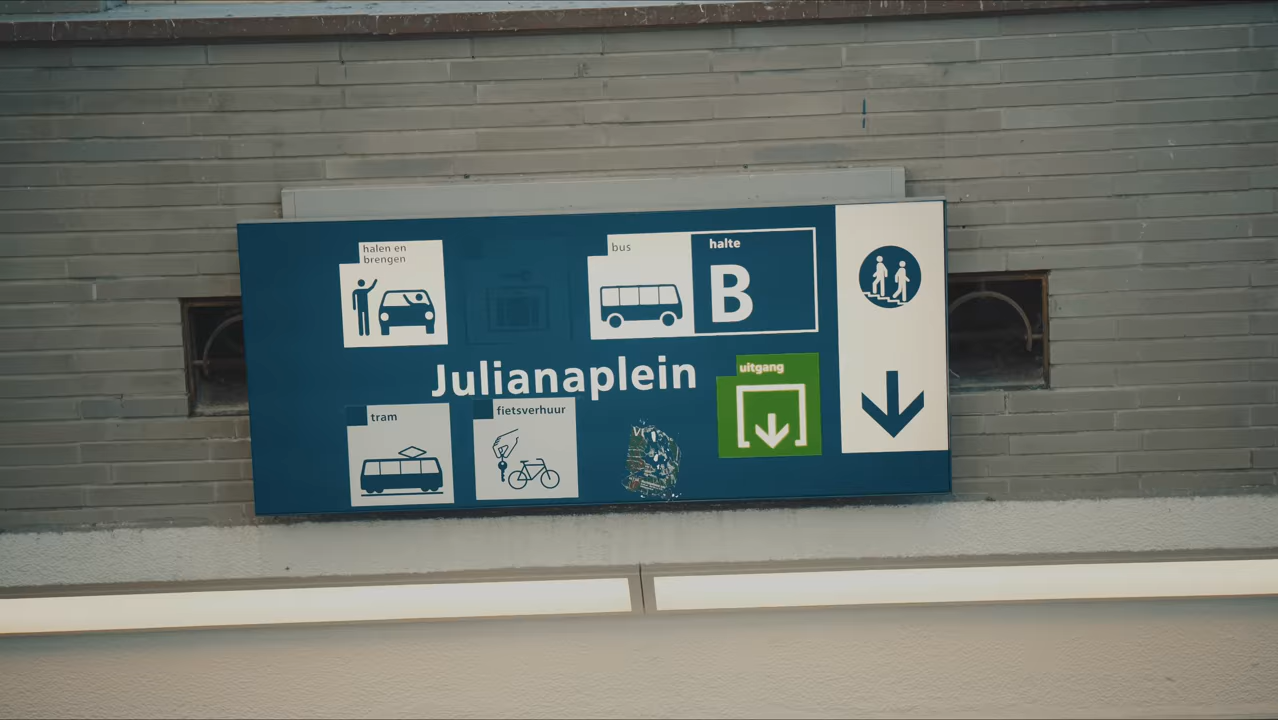 halen en
brengen
bus
halte
B
Julianaplein
uitgang
tram
fietsverhuur